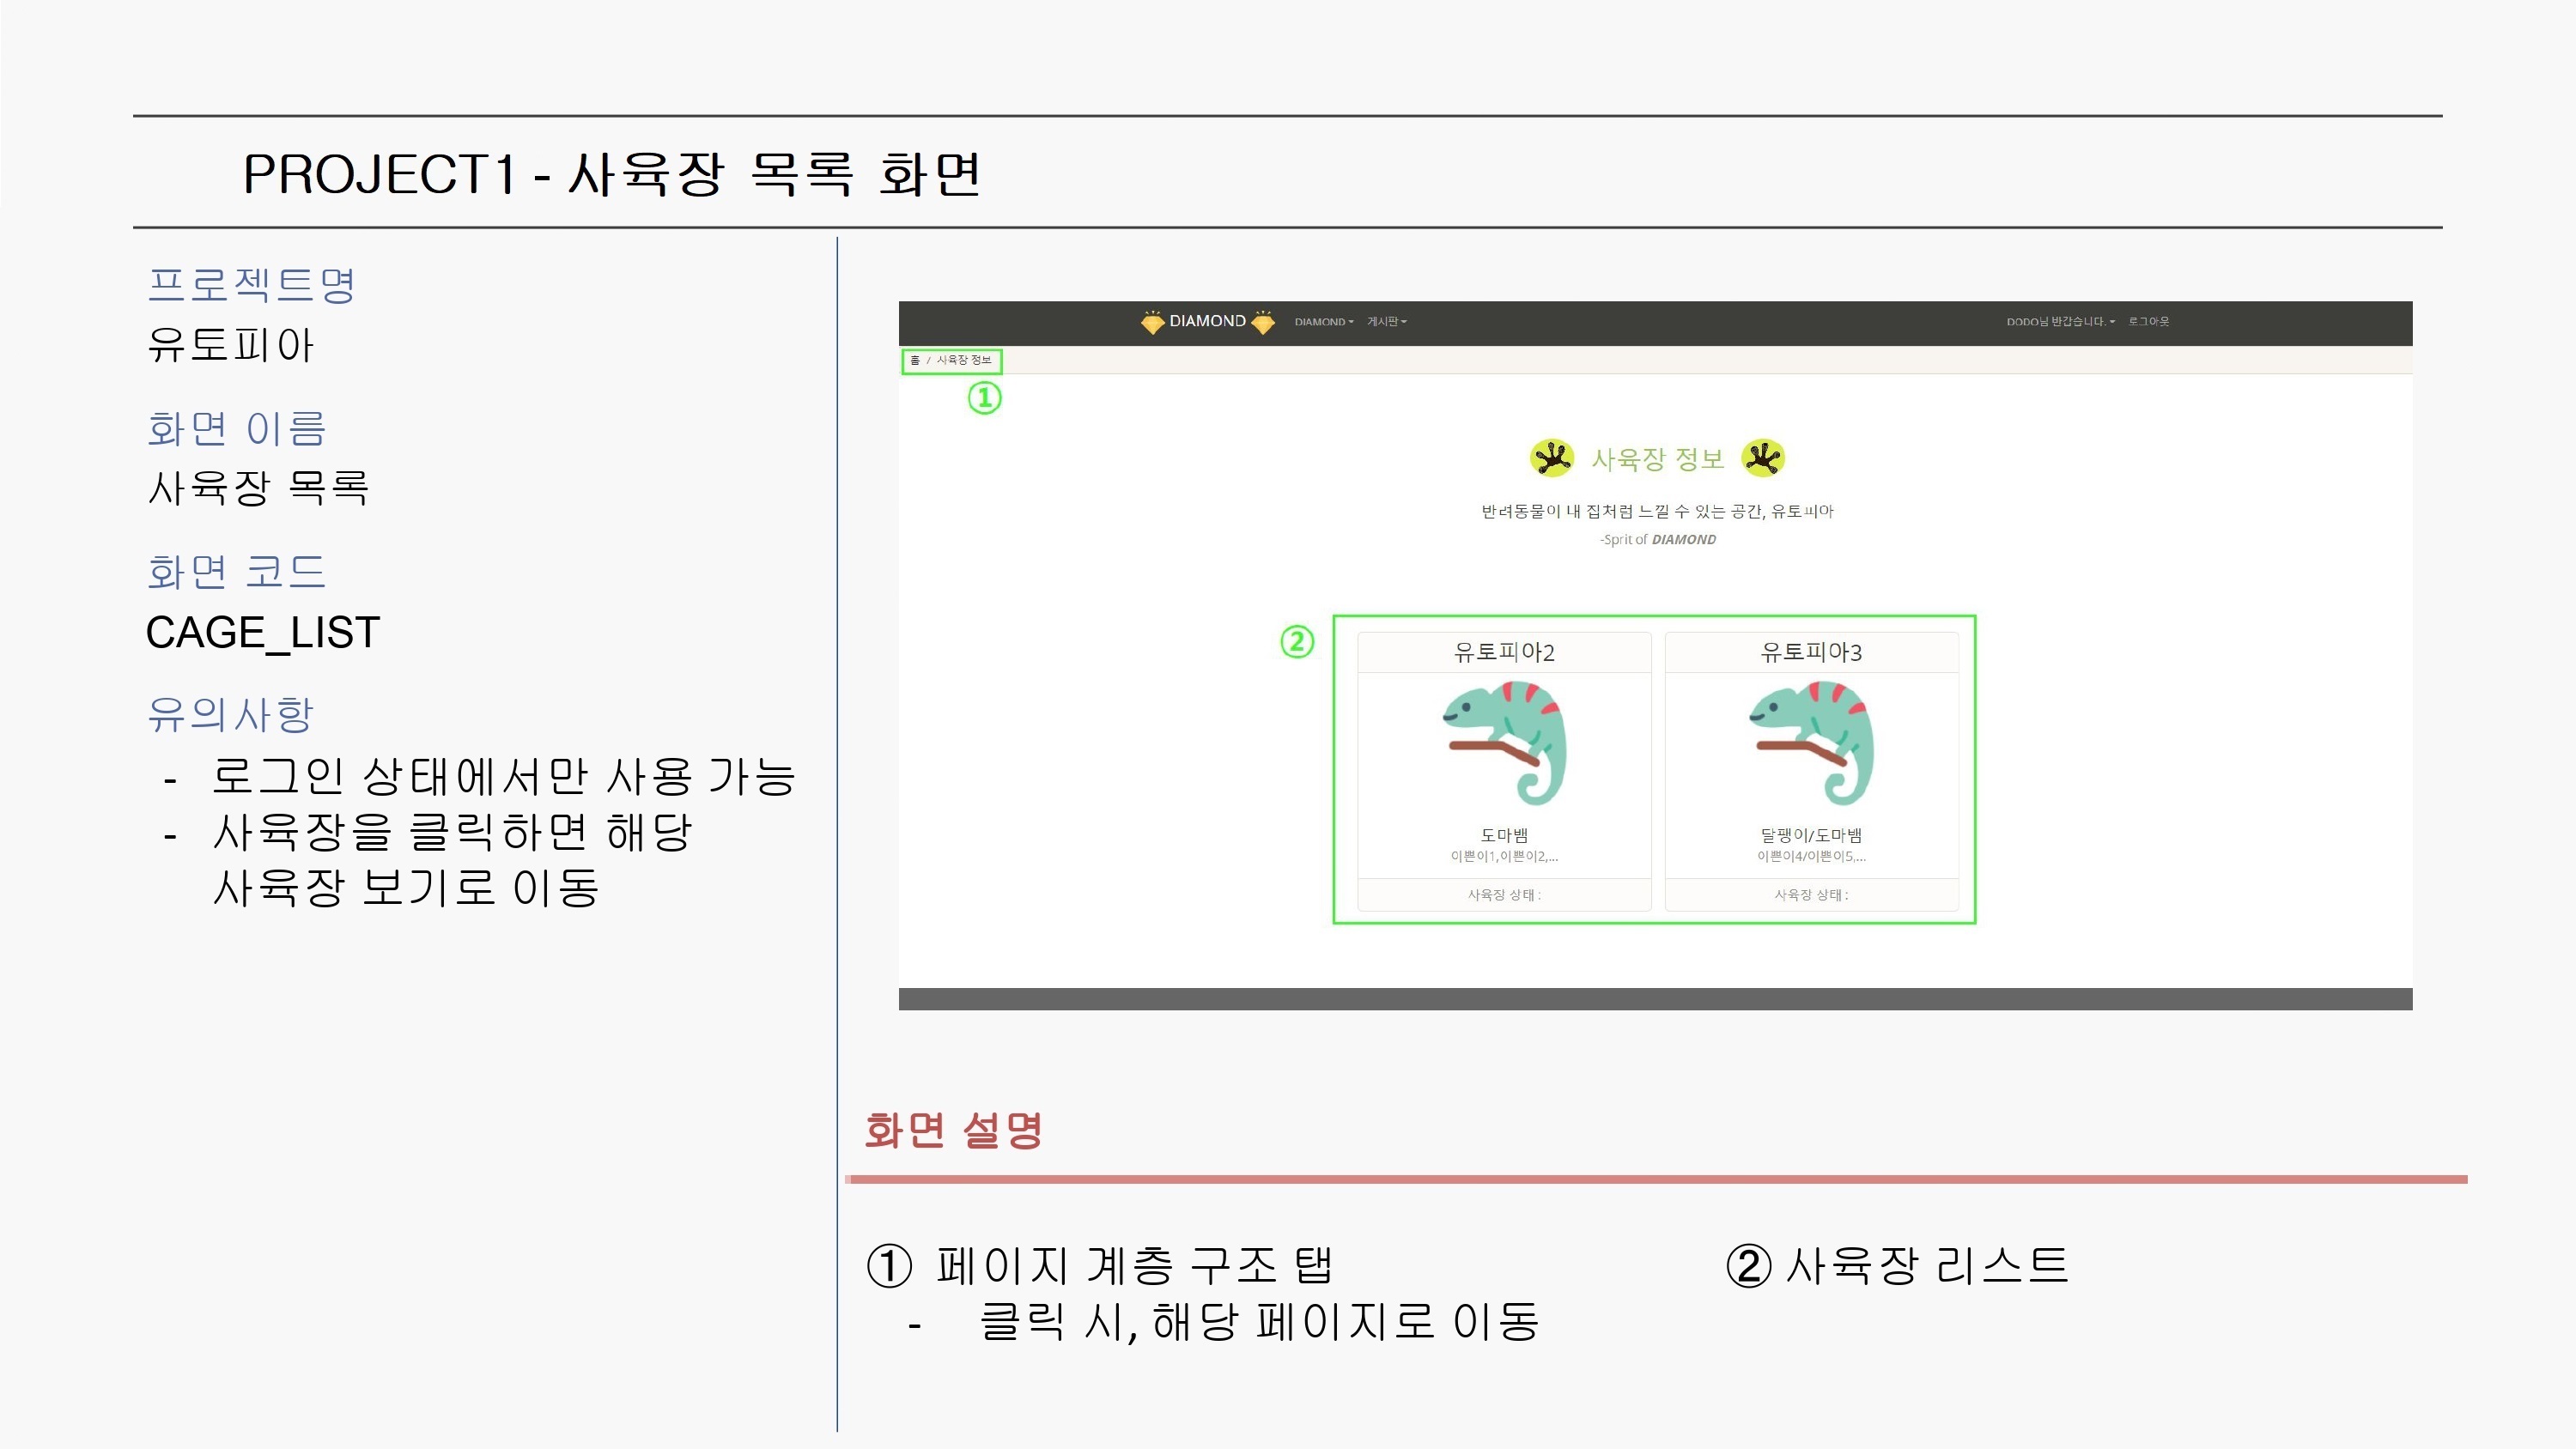 PROJECT1 - 사육장 목록 화면
프로젝트명
유토피아
화면 이름
사육장 목록
화면 코드
CAGE_LIST
유의사항
- 로그인 상태에서만 사용 가능
- 사육장을 클릭하면 해당
사육장 보기로 이동
DIAMOND DIAMOND 게시판 DODO님 반갑습니다. 로그아웃
홈 / 사육장 정보
①
사육장 정보
반려동물이 내 집처럼 느낄 수 있는 공간, 유토피아
-Sprit of DIAMOND
②
유토피아2
도마뱀
이쁜이1,이쁜이2,...
사육장 상태 :
유토피아3
달팽이/도마뱀
이쁜이4/이쁜이5,...
사육장 상태 :
화면 설명
① 페이지 계층 구조 탭
- 클릭 시, 해당 페이지로 이동
② 사육장 리스트